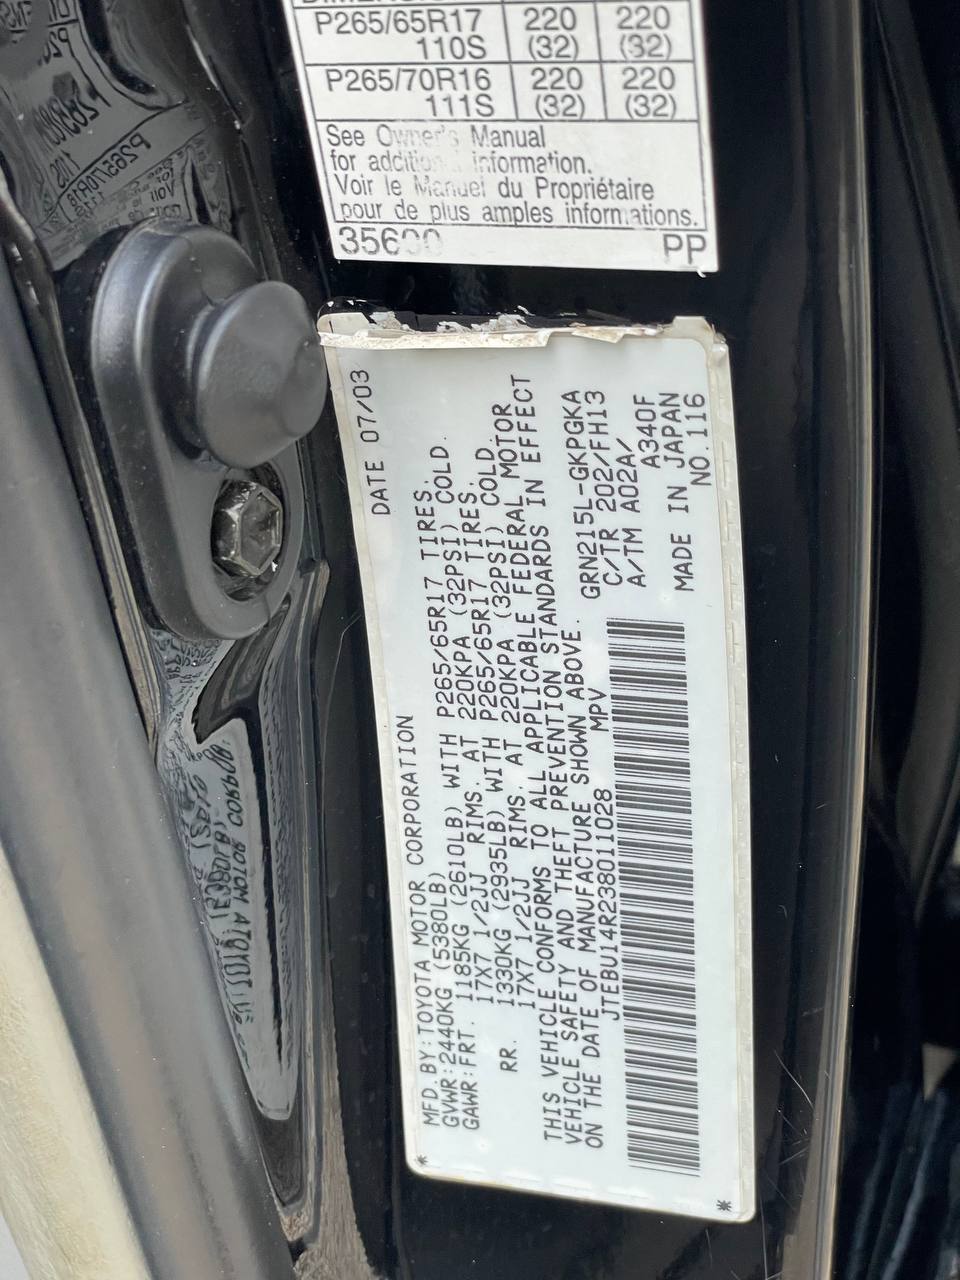 P265/65R17 220 220
110S (32) (32)
P265/70R16 220 220
111S (32) (32)
See Owner's Manual
for additional information.
Voir le Manuel du Propriétaire
pour de plus amples informations.
PP
DATE 07/03
MFD.BY:TOYOTA MOTOR CORPORATION
GVWR:2440KG (5380LB)
GAWR:FRT. 1185KG (2610LB) WITH P265/65R17 TIRES.
17X7 1/2JJ RIMS. AT 220KPA (32PSI) COLD.
RR. 1330KG (2935LB) WITH P265/65R17 TIRES.
17X7 1/2JJ RIMS. AT 220KPA (32PSI) COLD.
THIS VEHICLE CONFORMS TO ALL APPLICABLE FEDERAL MOTOR
VEHICLE SAFETY AND THEFT PREVENTION STANDARDS IN EFFECT
ON THE DATE OF MANUFACTURE SHOWN ABOVE.
JTEBU14R238011028 MPV
GRN215L-GKPGKA
C/TR 202/FH13
A/TM A02A/
A340F
MADE IN JAPAN
NO.116